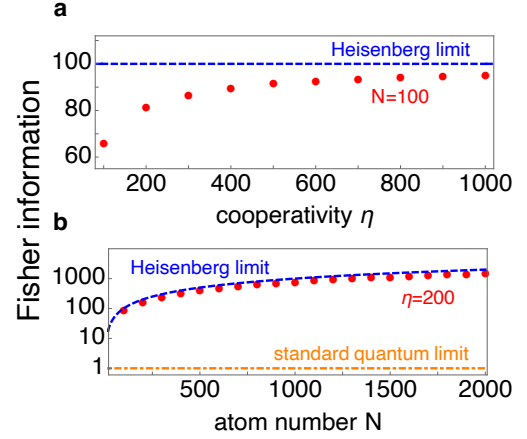 a
Fisher information
Heisenberg limit
N=100
100
80
60
200 400 600 800 1000
cooperativity η
b
Heisenberg limit
η=200
standard quantum limit
1000
100
10
1
500 1000 1500 2000
atom number N